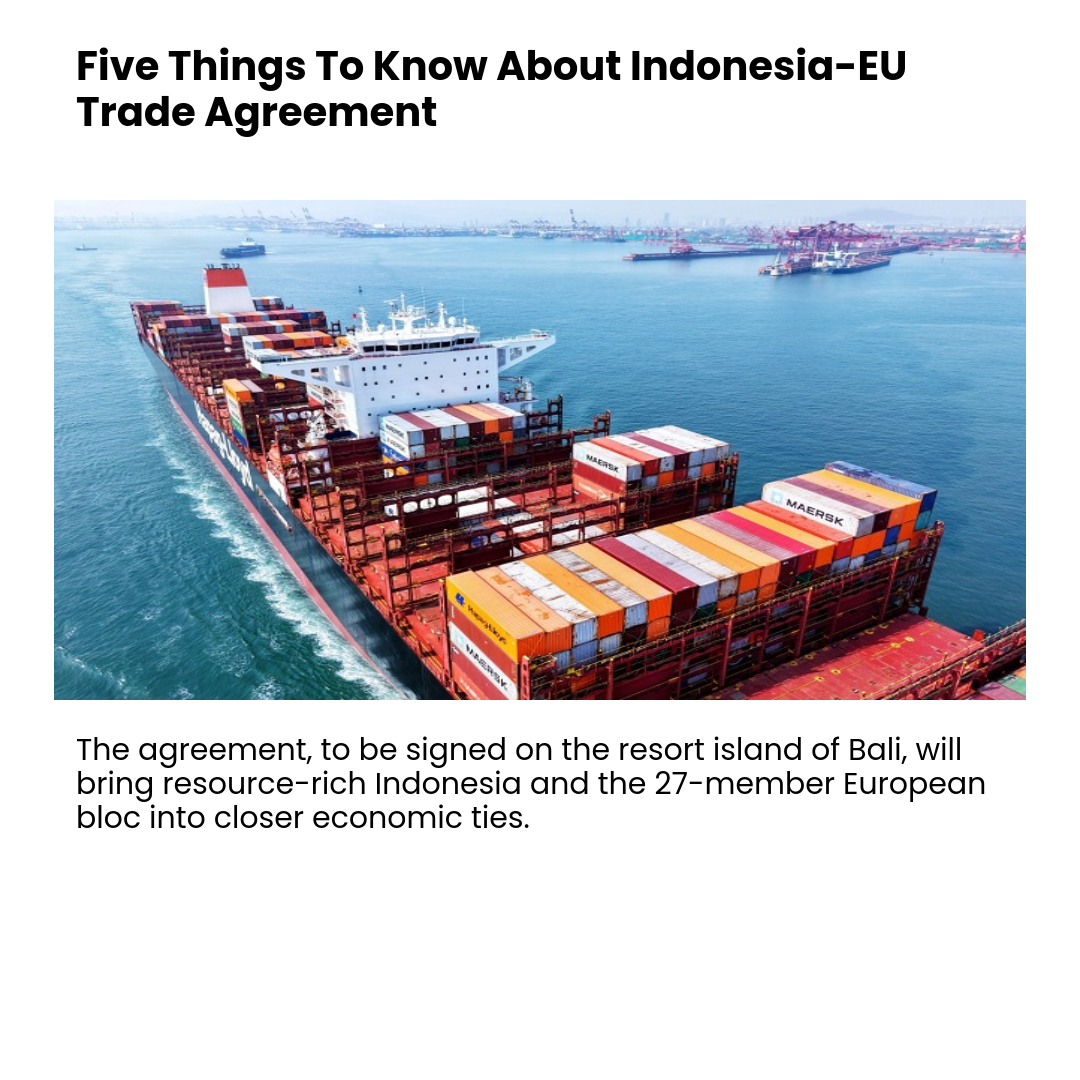 Five Things To Know About Indonesia-EU
Trade Agreement
Hapag-Lloyd
MAERSK
MAERSK
Hapag-Lloyd
MAERSK
The agreement, to be signed on the resort island of Bali, will
bring resource-rich Indonesia and the 27-member European
bloc into closer economic ties.